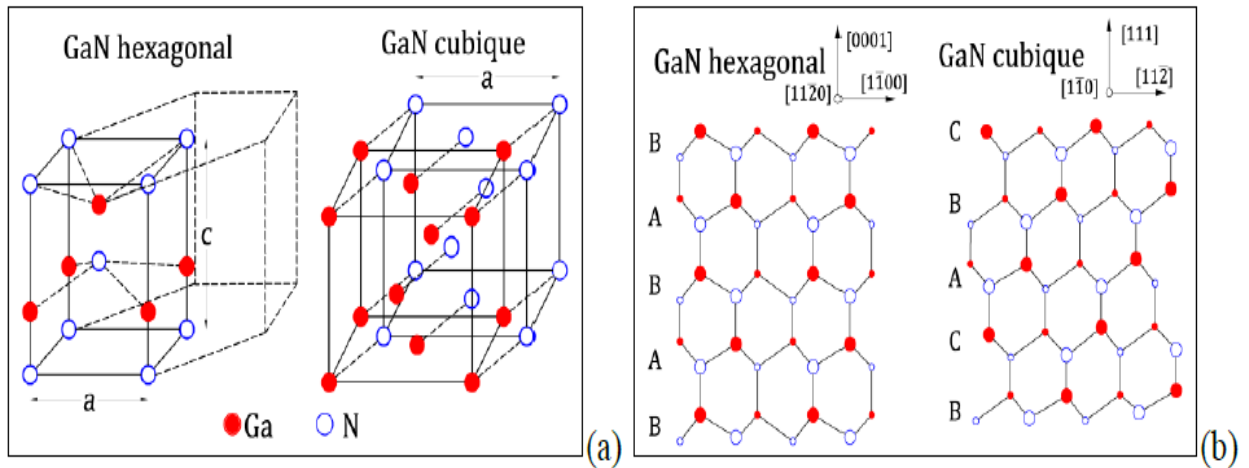 GaN hexagonal
GaN cubique
a
a
c
a
Ga
N
(a)
GaN hexagonal
[0001]
[112̅0]
[11̅00]
GaN cubique
[111]
[11̅0]
[112̅]
B
A
B
A
B
C
B
A
C
B
(b)